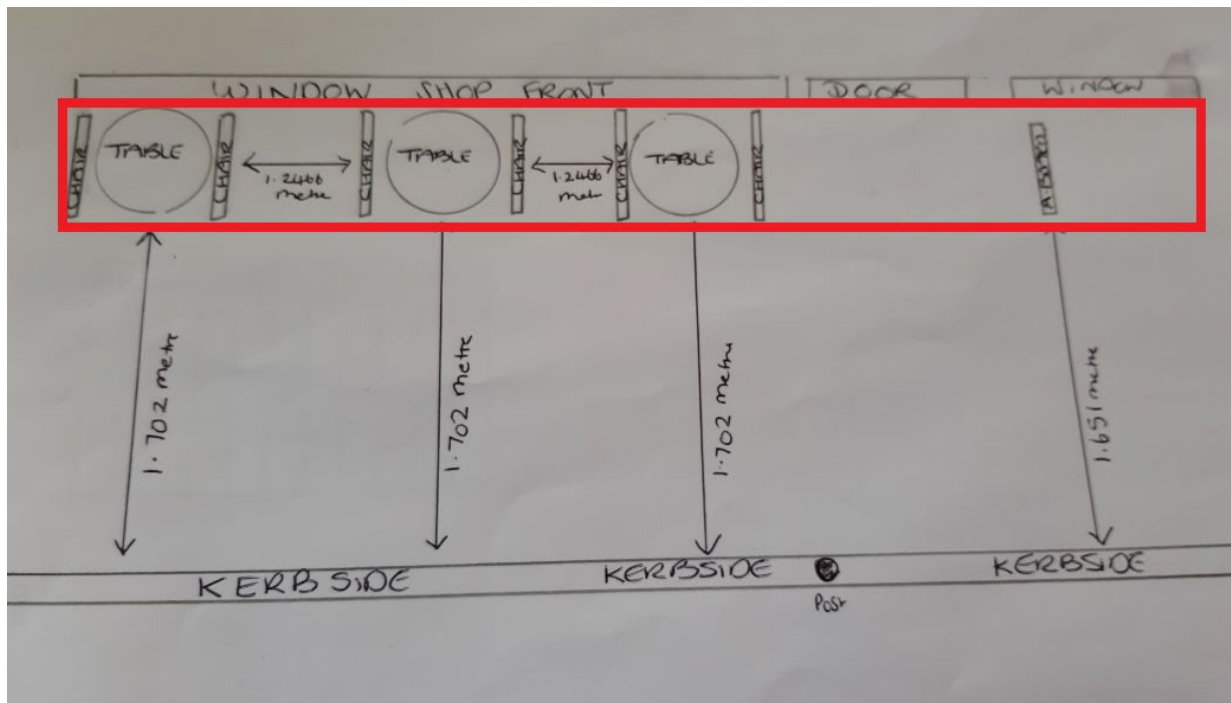 WINDOW SHOP FRONT
DOOR
WINDOW
CHAIR
TABLE
CHAIR
1.2466
metre
CHAIR
TABLE
CHAIR
1.2466
metr
CHAIR
TABLE
CHAIR
A.BOARD
1.702 metre
1.702 metre
1.702 metre
1.651 metre
KERBSIDE
KERBSIDE
KERBSIDE
POST